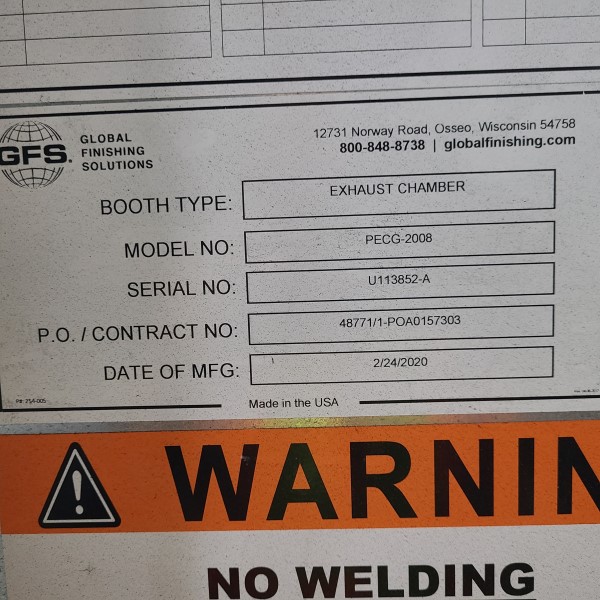 GFS.
GLOBAL
FINISHING
SOLUTIONS
12731 Norway Road, Osseo, Wisconsin 54758
800-848-8738 | globalfinishing.com
BOOTH TYPE: EXHAUST CHAMBER
MODEL NO: PECG-2008
SERIAL NO: U113852-A
P.O. / CONTRACT NO: 48771/1-POA0157303
DATE OF MFG: 2/24/2020
P#: 254-005
Made in the USA
WARNIN
NO WELDING